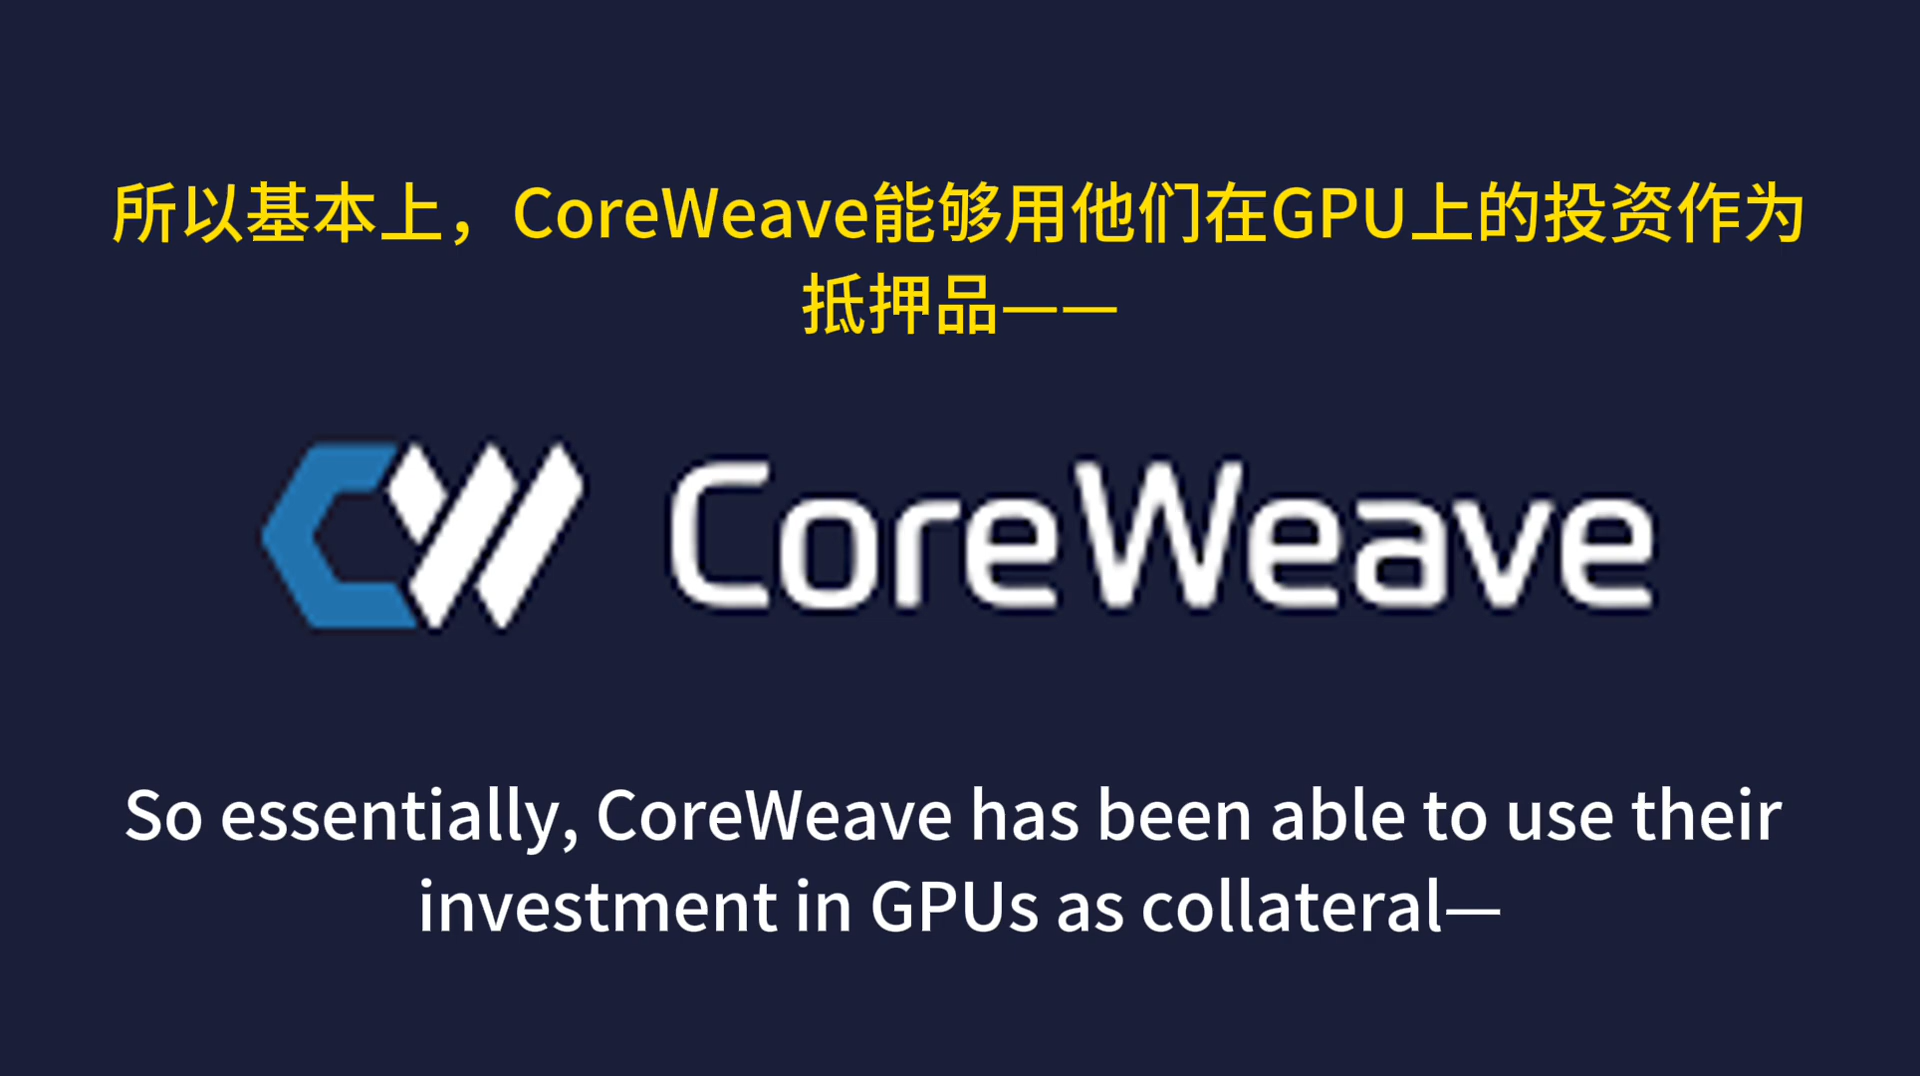 所以基本上，CoreWeave能够用他们在GPU上的投资作为
抵押品——
CoreWeave
So essentially, CoreWeave has been able to use their
investment in GPUs as collateral—